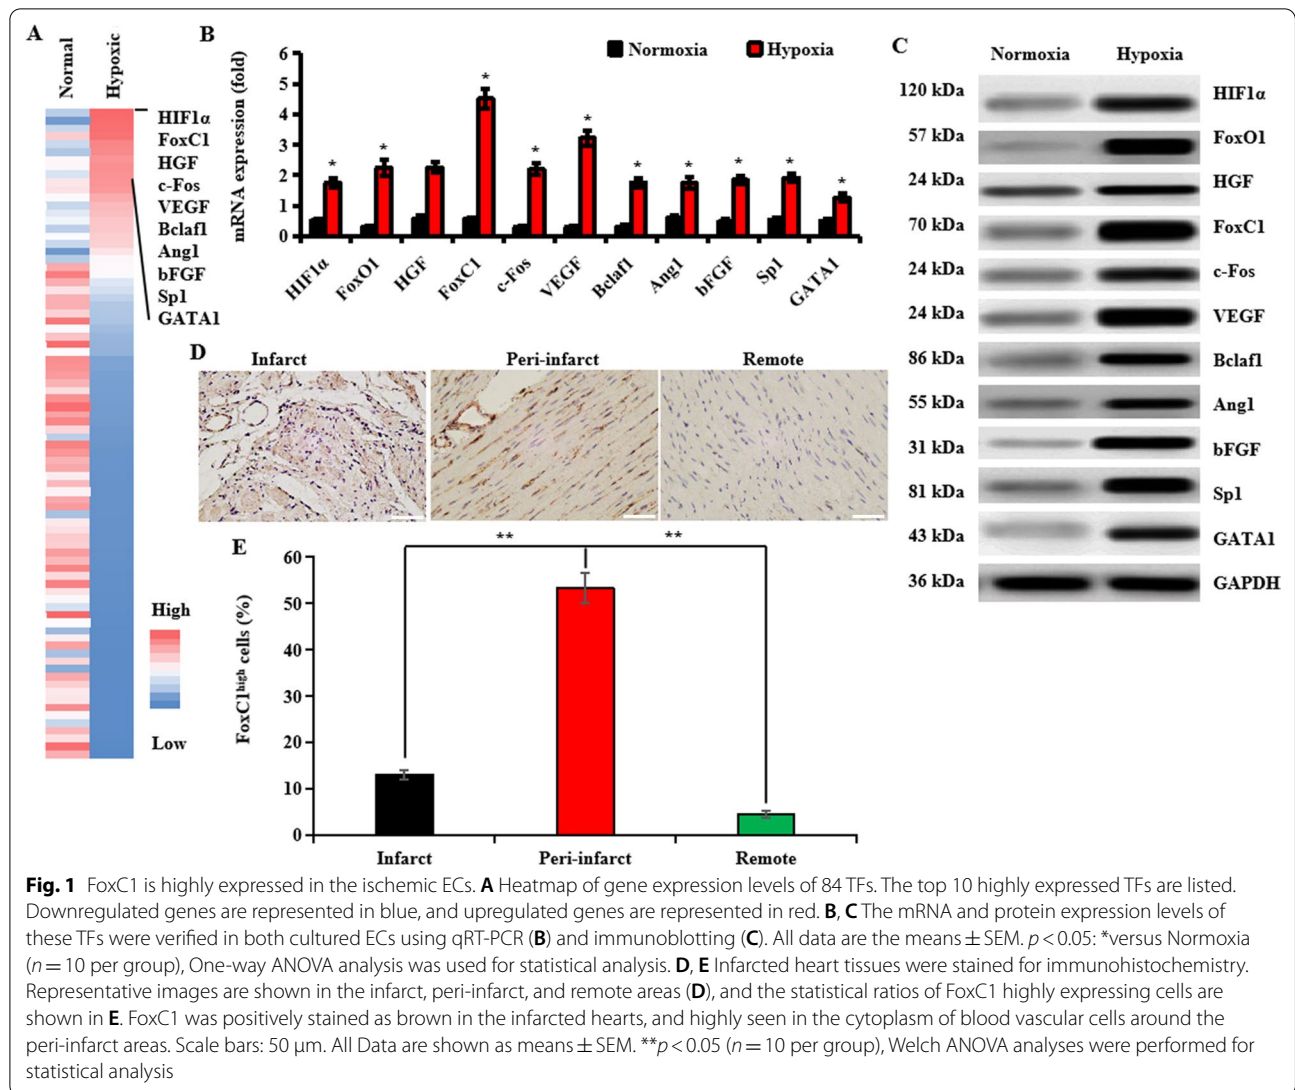 A
Normal
Hypoxic
HIF1α
FoxC1
HGF
c-Fos
VEGF
Bclaf1
Ang1
bFGF
Sp1
GATA1
High
Low
B
mRNA expression (fold)
Normoxia
Hypoxia
6
5
4
3
2
1
0
*
*
*
*
*
*
*
*
*
*
HIF1α
FoxO1
HGF
FoxC1
c-Fos
VEGF
Bclaf1
Ang1
bFGF
Sp1
GATA1
C
Normoxia Hypoxia
120 kDa HIF1α
57 kDa FoxO1
24 kDa HGF
70 kDa FoxC1
24 kDa c-Fos
24 kDa VEGF
86 kDa Bclaf1
55 kDa Ang1
31 kDa bFGF
81 kDa Sp1
43 kDa GATA1
36 kDa GAPDH
D
Infarct Peri-infarct Remote
E
FoxC1high cells (%)
60
50
40
30
20
10
0
** **
Infarct Peri-infarct Remote
Fig. 1 FoxC1 is highly expressed in the ischemic ECs. A Heatmap of gene expression levels of 84 TFs. The top 10 highly expressed TFs are listed.
Downregulated genes are represented in blue, and upregulated genes are represented in red. B, C The mRNA and protein expression levels of
these TFs were verified in both cultured ECs using qRT-PCR (B) and immunoblotting (C). All data are the means ± SEM. p < 0.05: *versus Normoxia
(n = 10 per group), One-way ANOVA analysis was used for statistical analysis. D, E Infarcted heart tissues were stained for immunohistochemistry.
Representative images are shown in the infarct, peri-infarct, and remote areas (D), and the statistical ratios of FoxC1 highly expressing cells are
shown in E. FoxC1 was positively stained as brown in the infarcted hearts, and highly seen in the cytoplasm of blood vascular cells around the
peri-infarct areas. Scale bars: 50 μm. All Data are shown as means ± SEM. **p < 0.05 (n = 10 per group), Welch ANOVA analyses were performed for
statistical analysis